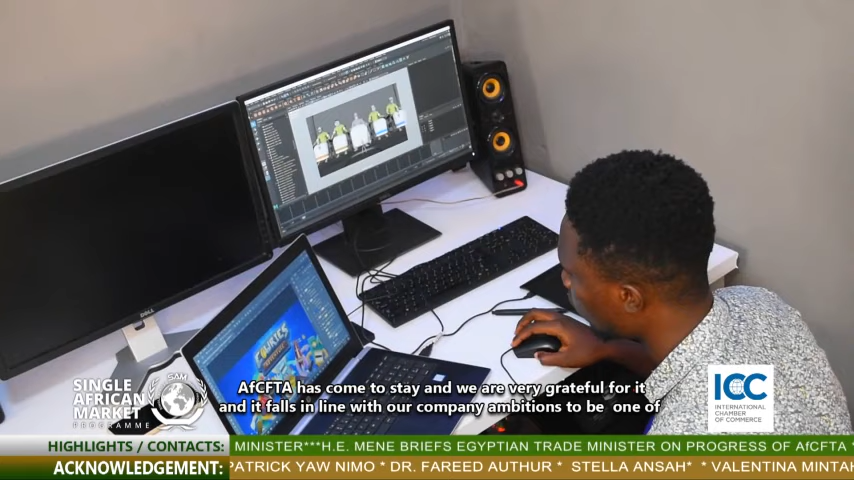 DELL
COOKIES
AfCFTA has come to stay and we are very grateful for it
and it falls in line with our company ambitions to be one of
SAM
SINGLE
AFRICAN
MARKET
PROGRAMME
ICC
INTERNATIONAL
CHAMBER
OF COMMERCE
HIGHLIGHTS / CONTACTS: MINISTER***H.E. MENE BRIEFS EGYPTIAN TRADE MINISTER ON PROGRESS OF AfCFTA *
ACKNOWLEDGEMENT: PATRICK YAW NIMO * DR. FAREED AUTHUR * STELLA ANSAH* * VALENTINA MINTAH